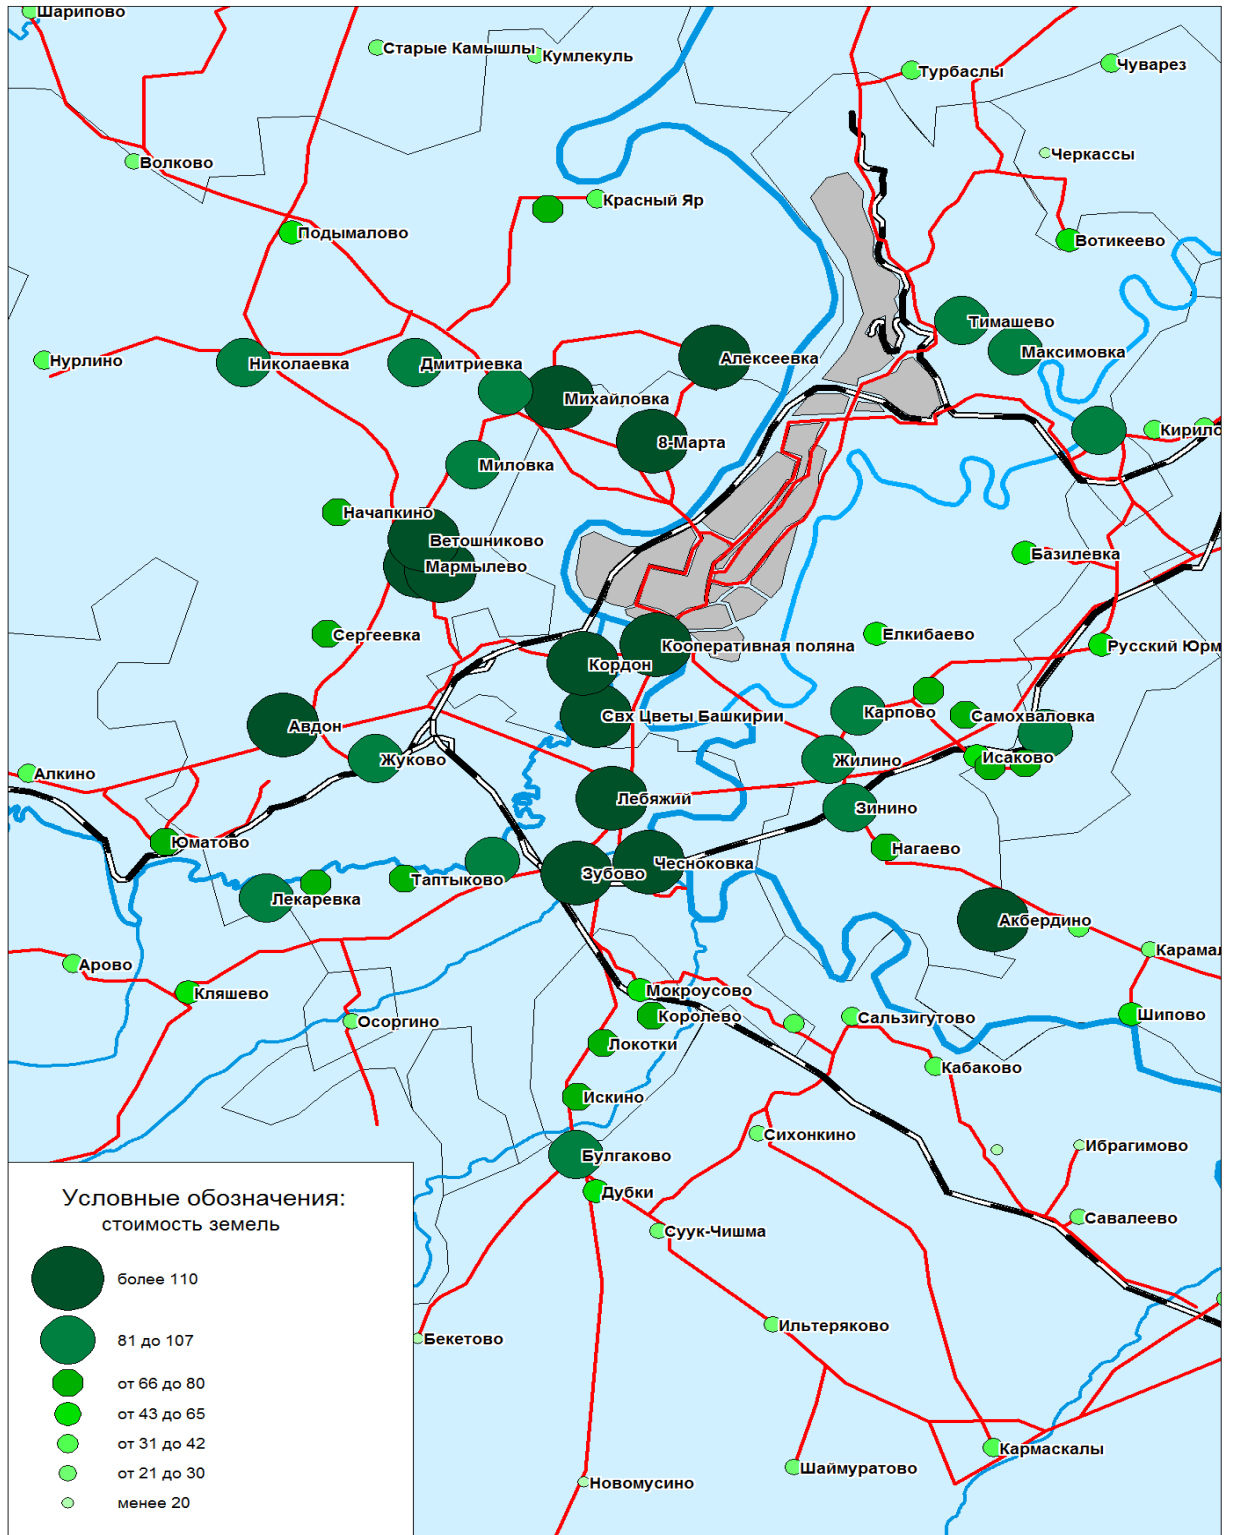 Шарипово
Старые Камышлы
Кумлекуль
Турбаслы
Чуварез
Волково
Черкассы
Красный Яр
Подымалово
Вотикеево
Тимашево
Максимовка
Нурлино
Николаевка
Дмитриевка
Алексеевка
Михайловка
8-Марта
Кирило
Миловка
Начапкино
Ветошниково
Мармылево
Базилевка
Сергеевка
Елкибаево
Кооперативная поляна
Русский Юрм
Кордон
Авдон
Свх Цветы Башкирии
Карпово
Самохваловка
Жуково
Жилино
Исаково
Алкино
Лебяжий
Зинино
Юматово
Нагаево
Чесноковка
Зубово
Таптыково
Лекаревка
Акбердино
Карамал
Арово
Кляшево
Мокроусово
Королево
Сальзигутово
Шипово
Осоргино
Локотки
Кабаково
Искино
Сихонкино
Ибрагимово
Булгаково
Дубки
Савалеево
Суук-Чишма
Ильтеряково
Бекетово
Кармаскалы
Шаймуратово
Новомусино
Условные обозначения:
стоимость земель
более 110
81 до 107
от 66 до 80
от 43 до 65
от 31 до 42
от 21 до 30
менее 20